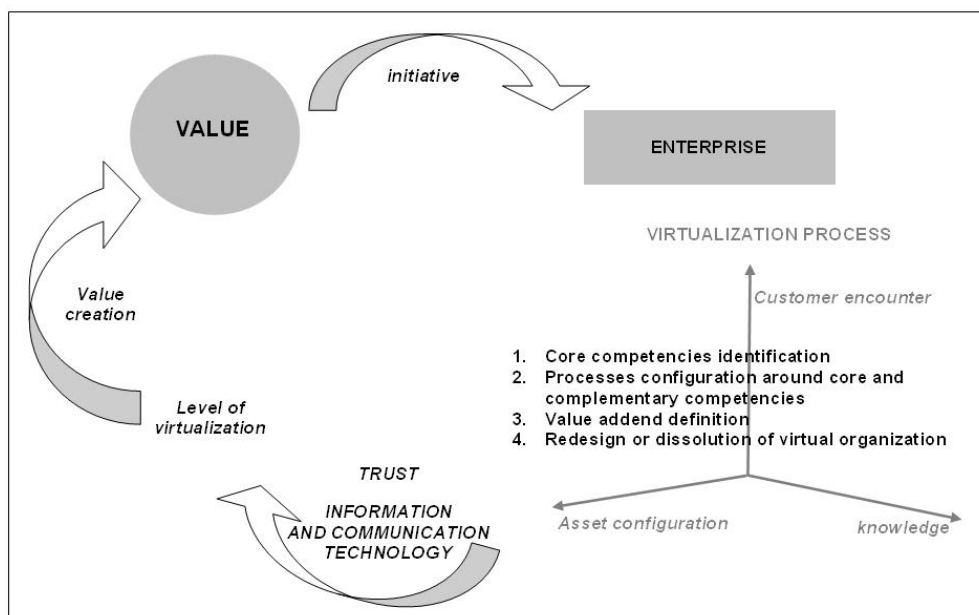 initiative
VALUE
ENTERPRISE
VIRTUALIZATION PROCESS
Customer encounter
Value
creation
1. Core competencies identification
2. Processes configuration around core and
complementary competencies
3. Value addend definition
4. Redesign or dissolution of virtual organization
Level of
virtualization
TRUST
INFORMATION
AND COMMUNICATION
TECHNOLOGY
Asset configuration
knowledge